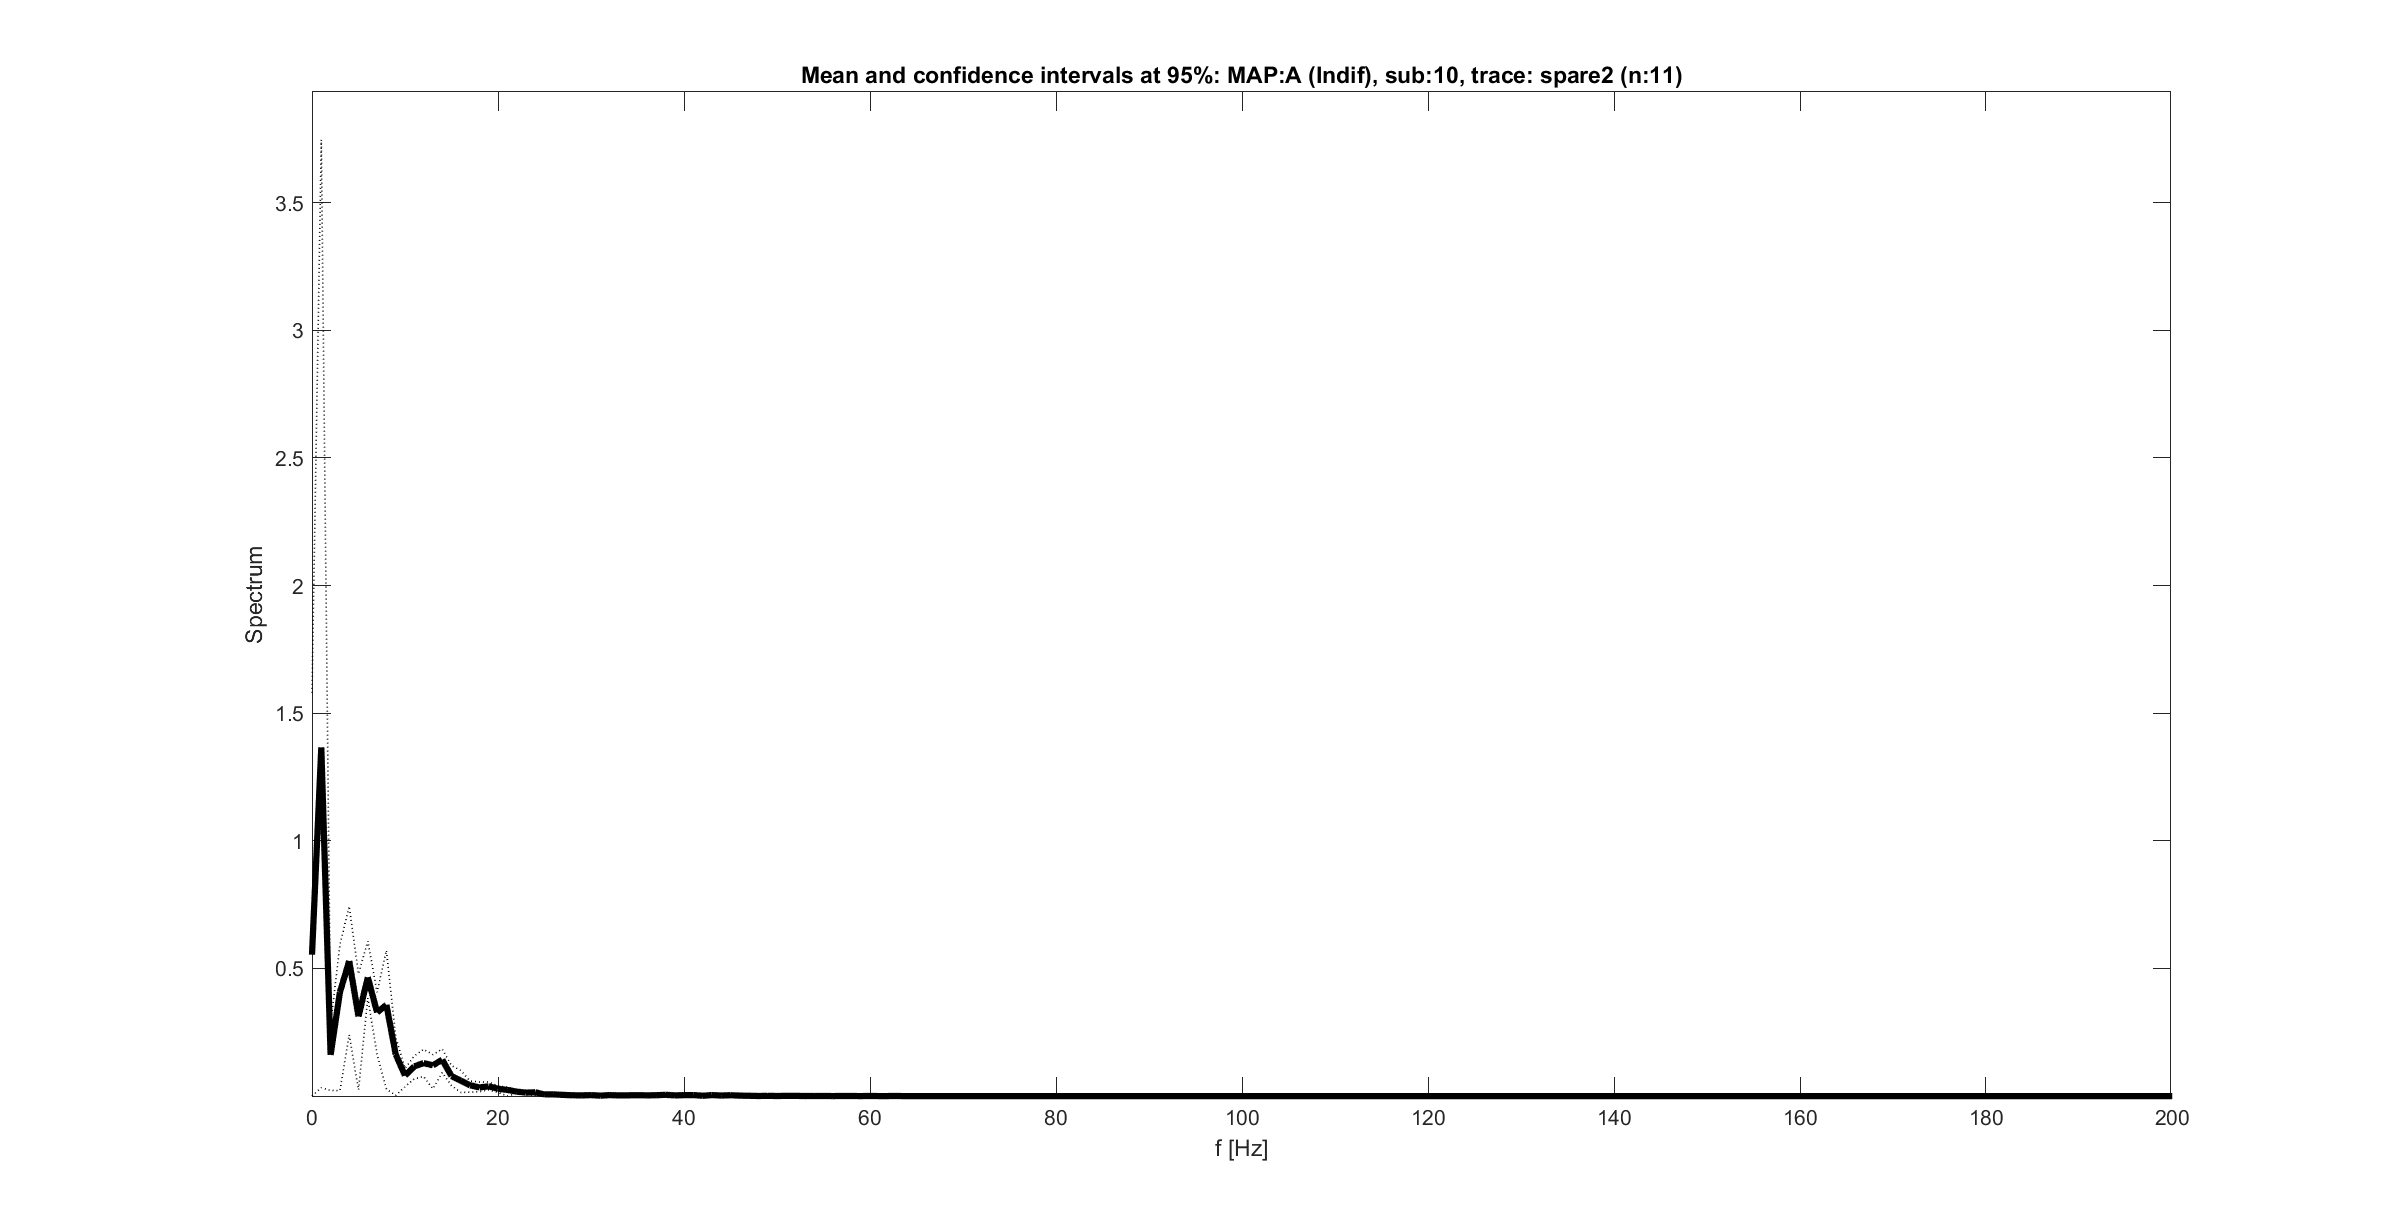 Mean and confidence intervals at 95%: MAP:A (Indif), sub:10, trace: spare2 (n:11)
3.5
3
2.5
2
1.5
1
0.5
Spectrum
0 20 40 60 80 100 120 140 160 180 200
f [Hz]